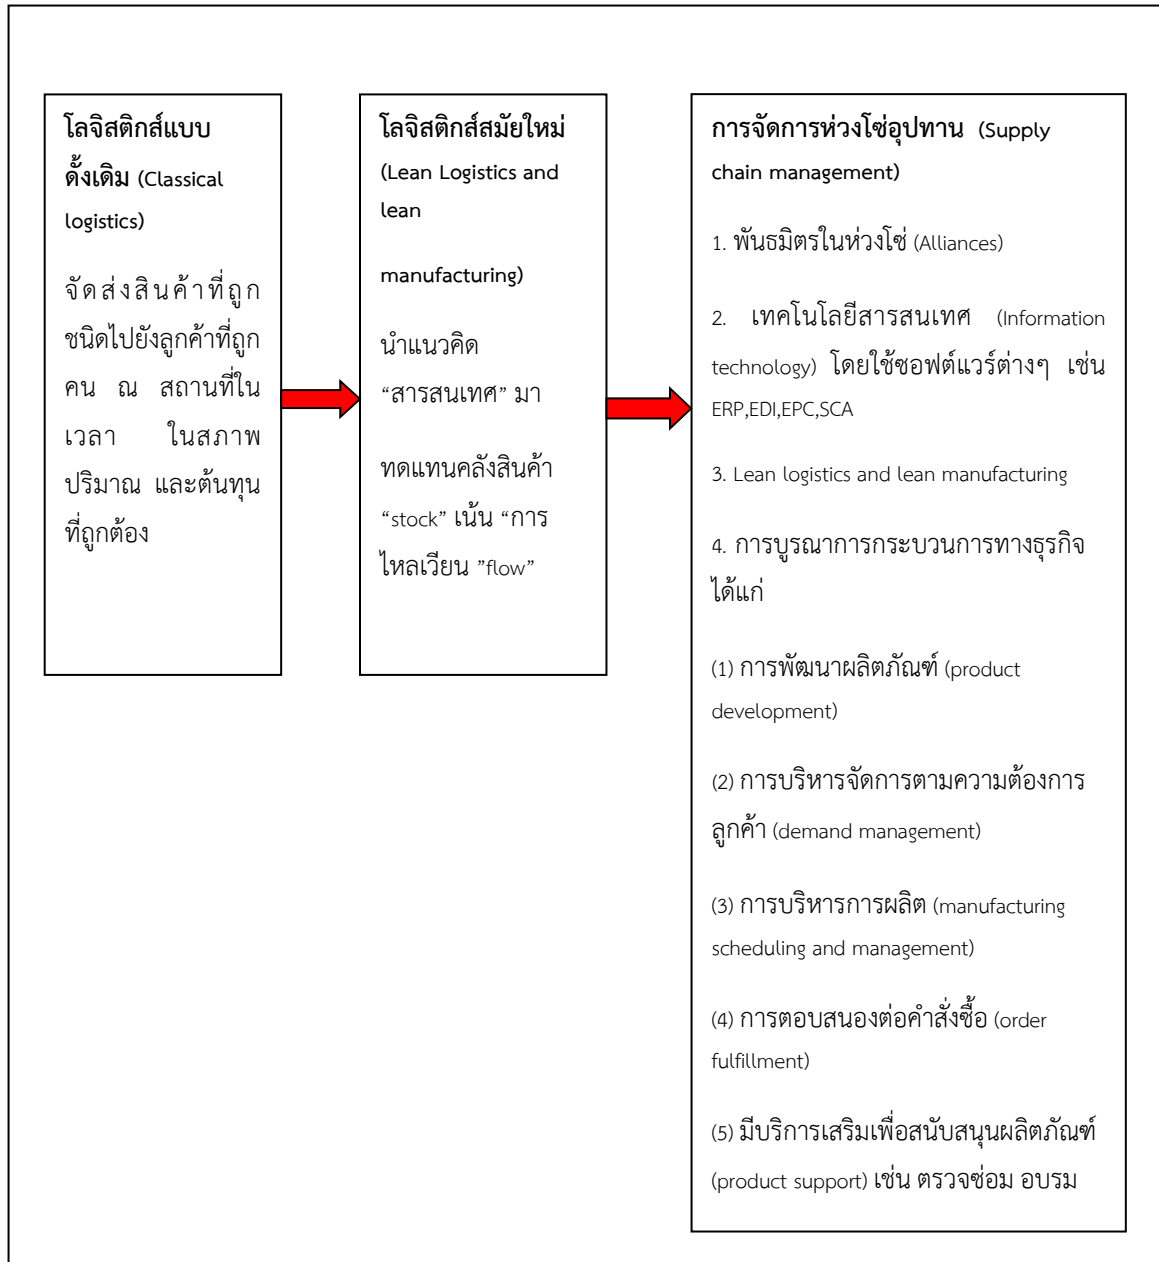 โลจิสติกส์แบบ
ดั้งเดิม (Classical
logistics)
จัดส่งสินค้าที่ถูก
ชนิดไปยังลูกค้าที่ถูก
คน ณ สถานที่ใน
เวลา ในสภาพ
ปริมาณ และต้นทุน
ที่ถูกต้อง
โลจิสติกส์สมัยใหม่
(Lean Logistics and
lean
manufacturing)
นำแนวคิด
“สารสนเทศ” มา
ทดแทนคลังสินค้า
“stock” เน้น “การ
ไหลเวียน ”flow”
การจัดการห่วงโซ่อุปทาน (Supply
chain management)
1. พันธมิตรในห่วงโซ่ (Alliances)
2. เทคโนโลยีสารสนเทศ (Information
technology) โดยใช้ซอฟต์แวร์ต่างๆ เช่น
ERP,EDI,EPC,SCA
3. Lean logistics and lean manufacturing
4. การบูรณาการกระบวนการทางธุรกิจ
ได้แก่
(1) การพัฒนาผลิตภัณฑ์ (product
development)
(2) การบริหารจัดการตามความต้องการ
ลูกค้า (demand management)
(3) การบริหารการผลิต (manufacturing
scheduling and management)
(4) การตอบสนองต่อคำสั่งซื้อ (order
fulfillment)
(5) มีบริการเสริมเพื่อสนับสนุนผลิตภัณฑ์
(product support) เช่น ตรวจซ่อม อบรม